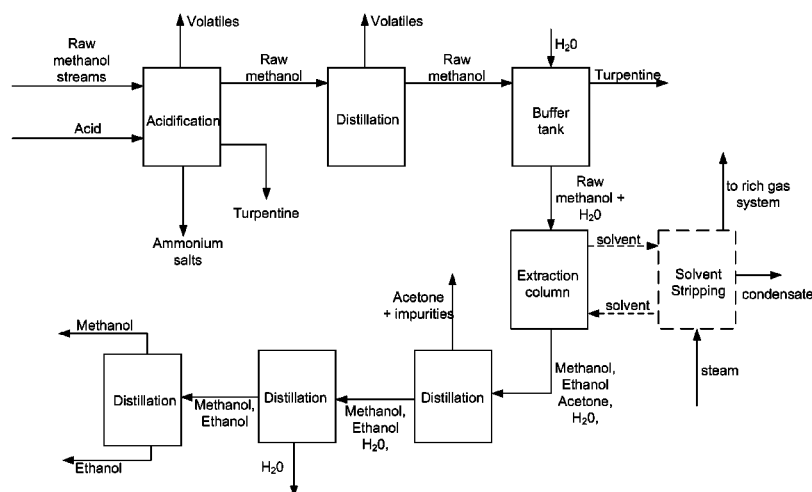 Volatiles
Volatiles
Raw
methanol
streams
Raw
methanol
Raw
methanol
H20
Turpentine
Acid
Acidification
Distillation
Buffer
tank
Turpentine
Ammonium
salts
Raw
methanol +
H20
to rich gas
system
solvent
Extraction
column
Solvent
Stripping
condensate
solvent
steam
Acetone
+ impurities
Methanol
Methanol,
Ethanol
Acetone,
H20,
Distillation
Distillation
Distillation
Methanol,
Ethanol
Methanol,
Ethanol
H20,
Ethanol
H20